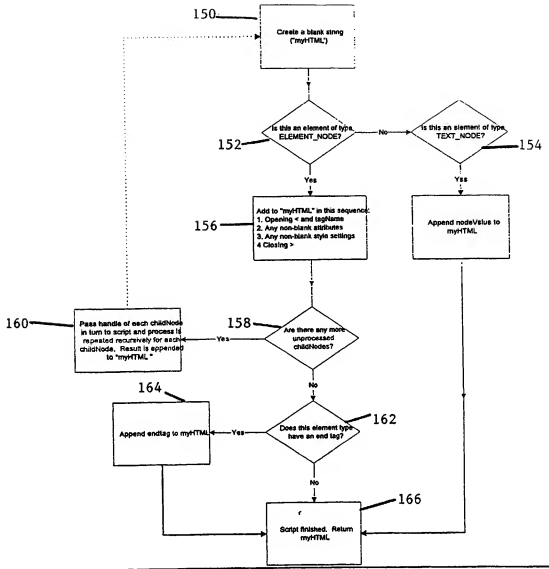 150
Create a blank string
("myHTML")
Is this an element of type
ELEMENT_NODE?
152
No
Is this an element of type
TEXT_NODE?
154
Yes
Yes
Add to "myHTML" in this sequence:
1. Opening < and tagName
2. Any non-blank attributes
3. Any non-blank style settings
4 Closing >
156
Append nodeValue to
myHTML
160
Pass handle of each childNode
in turn to script and process is
repeated recursively for each
childNode. Result is appended
to "myHTML"
158
Yes
Are there any more
unprocessed
childNodes?
No
164
Append endtag to myHTML
Yes
Does this element type
have an end tag?
162
No
166
Script finished. Return
myHTML